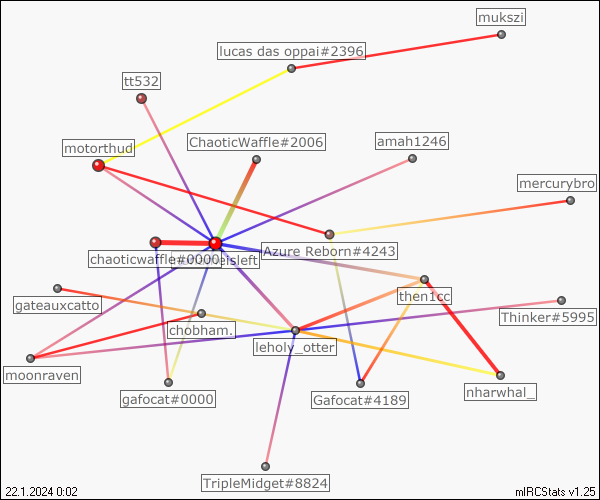 mukszi
lucas das oppai#2396
tt532
motorthud
ChaoticWaffle#2006
amah1246
mercurybro
Azure Reborn#4243
chaoticwaffle#0000
eisleft
then1cc
gateauxcatto
Thinker#5995
chobham.
leholy_otter
moonraven
gafocat#0000
Gafocat#4189
nharwhal_
TripleMidget#8824
22.1.2024 0:02
mIRCStats v1.25